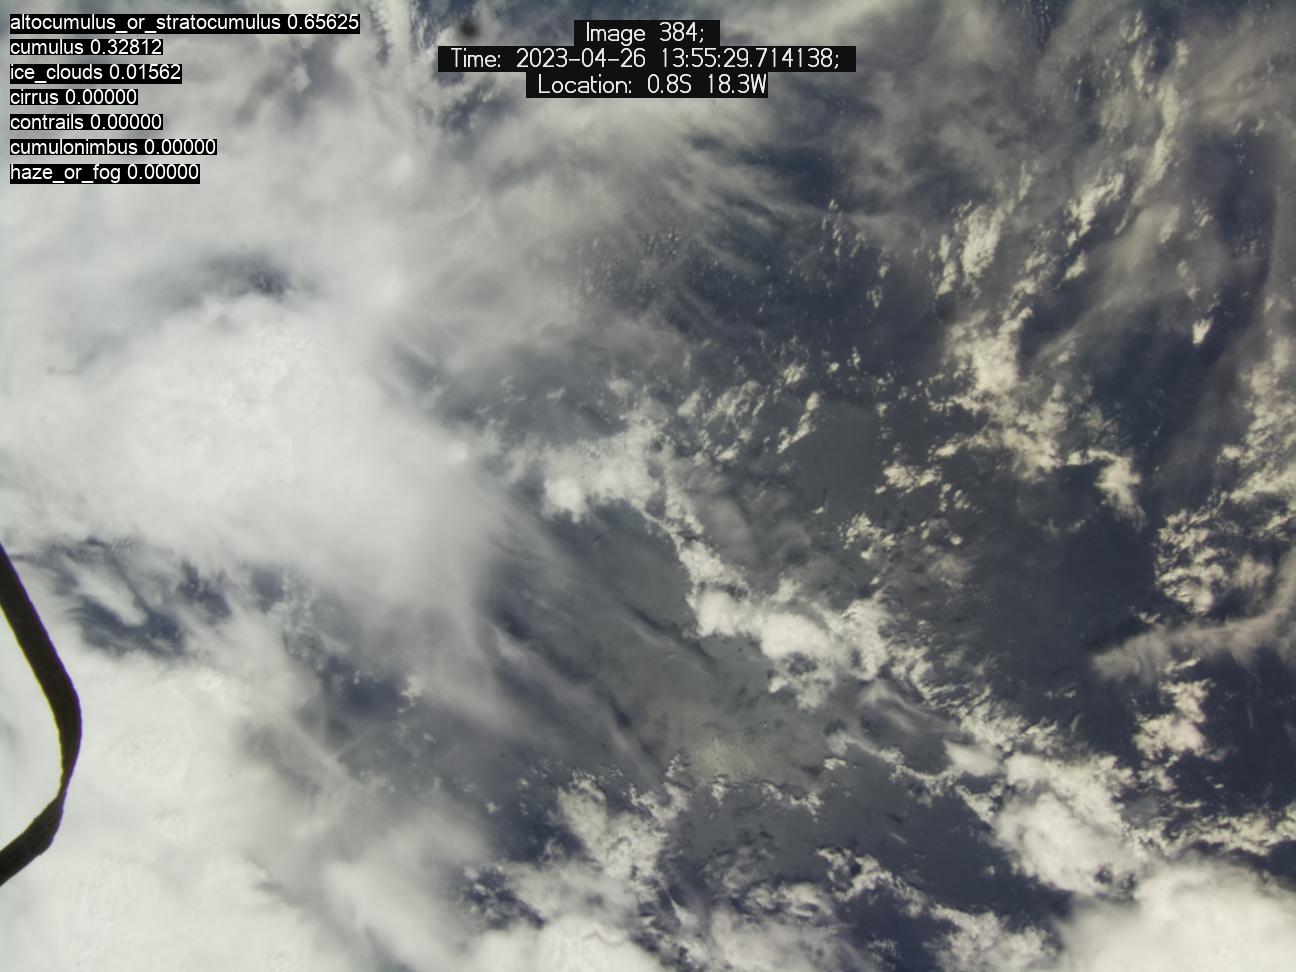 altocumulus_or_stratocumulus 0.65625
cumulus 0.32812
ice_clouds 0.01562
cirrus 0.00000
contrails 0.00000
cumulonimbus 0.00000
haze_or_fog 0.00000
Image 384;
Time: 2023-04-26 13:55:29.714138;
Location: 0.8S 18.3W